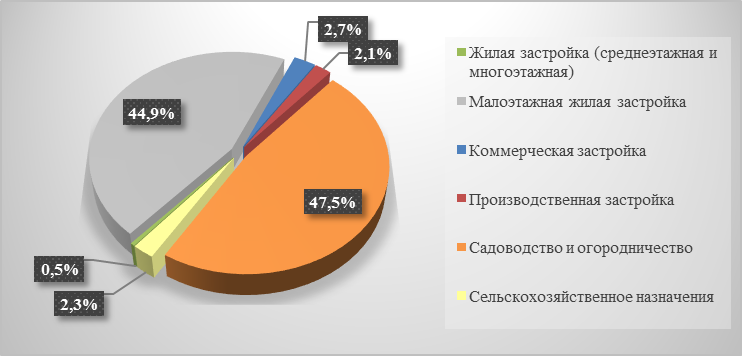 2,7%
2,1%
44,9%
47,5%
0,5%
2,3%
Жилая застройка (среднеэтажная и
многоэтажная)
Малоэтажная жилая застройка
Коммерческая застройка
Производственная застройка
Садоводство и огородничество
Сельскохозяйственное назначения